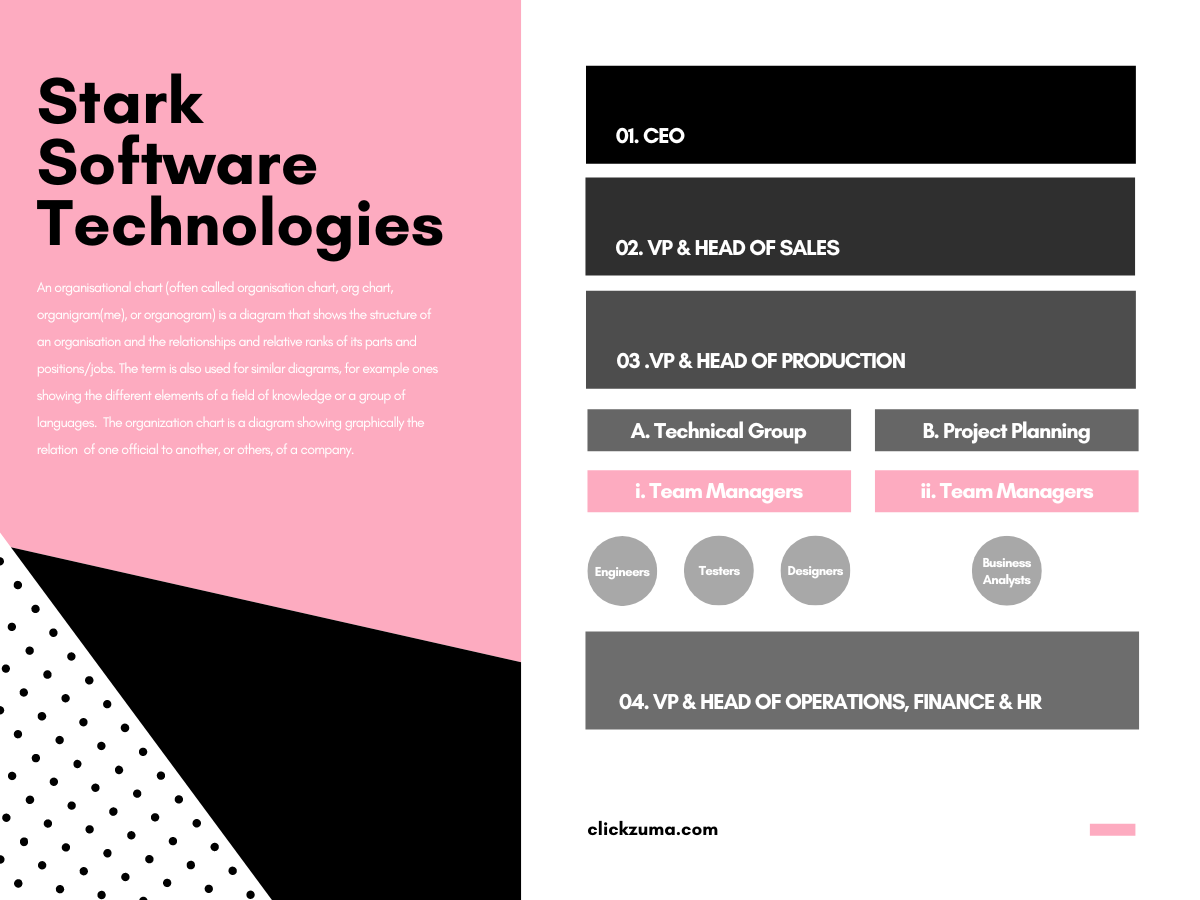 Stark
Software
Technologies
An organisational chart (often called organisation chart, org chart,
organigram(me), or organogram) is a diagram that shows the structure of
an organisation and the relationships and relative ranks of its parts and
positions/jobs. The term is also used for similar diagrams, for example ones
showing the different elements of a field of knowledge or a group of
languages.  The organization chart is a diagram showing graphically the
relation  of one official to another, or others, of a company.
01. CEO
02. VP & HEAD OF SALES
03 .VP & HEAD OF PRODUCTION
A. Technical Group
B. Project Planning
i. Team Managers
ii. Team Managers
Engineers
Testers
Designers
Business
Analysts
04. VP & HEAD OF OPERATIONS, FINANCE & HR
clickzuma.com